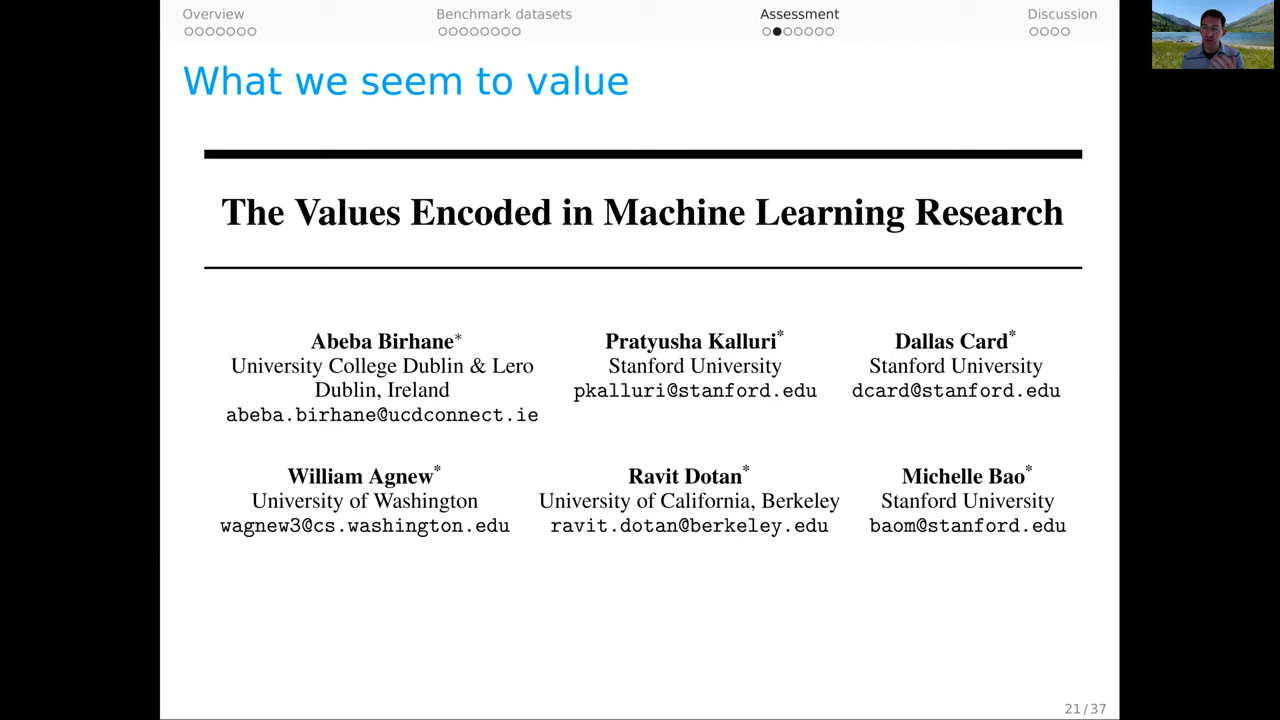 Overview Benchmark datasets Assessment Discussion
What we seem to value
The Values Encoded in Machine Learning Research
Abeba Birhane* Pratyusha Kalluri* Dallas Card*
University College Dublin & Lero Stanford University Stanford University
Dublin, Ireland pkalluri@stanford.edu dcard@stanford.edu
abeba.birhane@ucdconnect.ie
William Agnew* Ravit Dotan* Michelle Bao*
University of Washington University of California, Berkeley Stanford University
wagnew3@cs.washington.edu ravit.dotan@berkeley.edu baom@stanford.edu
21/37